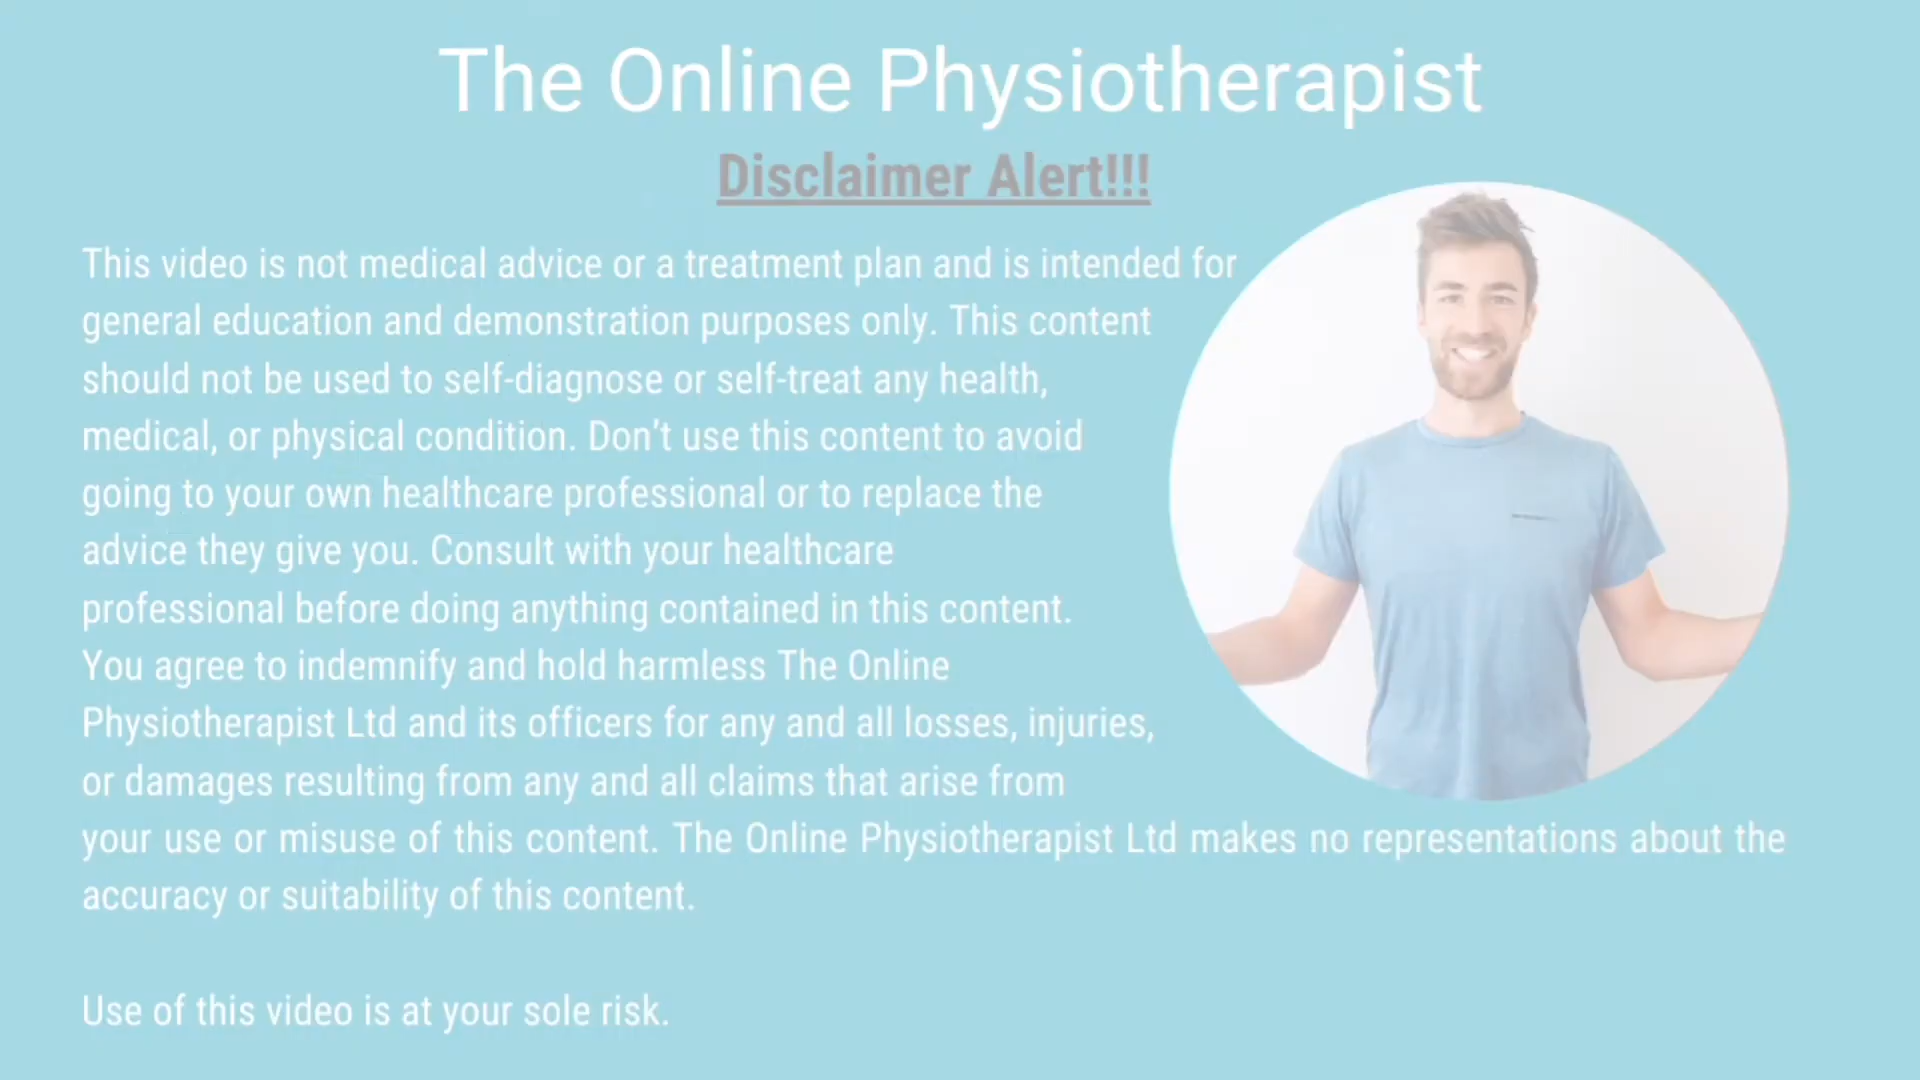 The Online Physiotherapist
Disclaimer Alert!!!
This video is not medical advice or a treatment plan and is intended for
general education and demonstration purposes only. This content
should not be used to self-diagnose or self-treat any health,
medical, or physical condition. Don't use this content to avoid
going to your own healthcare professional or to replace the
advice they give you. Consult with your healthcare
professional before doing anything contained in this content.
You agree to indemnify and hold harmless The Online
Physiotherapist Ltd and its officers for any and all losses, injuries,
or damages resulting from any and all claims that arise from
your use or misuse of this content. The Online Physiotherapist Ltd makes no representations about the
accuracy or suitability of this content.
Use of this video is at your sole risk.